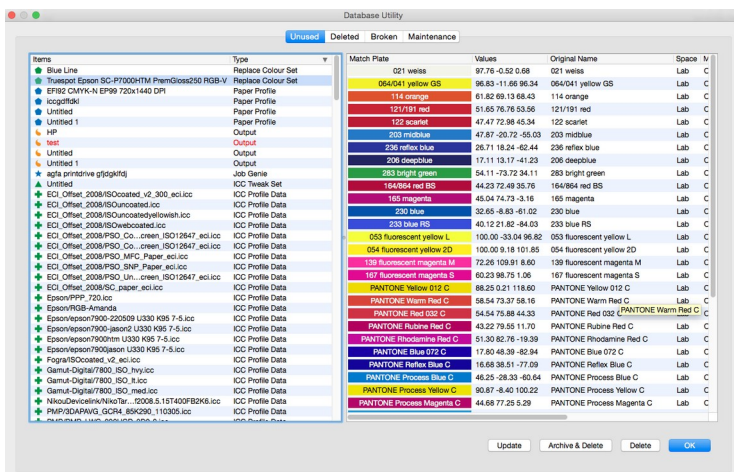 Database Utility
Unused Deleted Broken Maintenance
Items Type
Blue Line Replace Colour Set
Truespot Epson SC-P7000HTM PremGloss250 RGB-V Replace Colour Set
EFI92 CMYK-N EP99 720x1440 DPI Paper Profile
iccgdffdkl Paper Profile
Untitled Paper Profile
Untitled 1 Paper Profile
HP Output
test Output
Untitled Output
Untitled 1 Output
agfa printdrive gfjdgklfdj Job Genie
Untitled ICC Tweak Set
ECI_Offset_2008/ISOcoated_v2_300_eci.icc ICC Profile Data
ECI_Offset_2008/ISOuncoated.icc ICC Profile Data
ECI_Offset_2008/ISOuncoatedyellowish.icc ICC Profile Data
ECI_Offset_2008/ISOwebcoated.icc ICC Profile Data
ECI_Offset_2008/PSO_Co...creen_ISO12647_eci.icc ICC Profile Data
ECI_Offset_2008/PSO_Co...creen_ISO12647_eci.icc ICC Profile Data
ECI_Offset_2008/PSO_MFC_Paper_eci.icc ICC Profile Data
ECI_Offset_2008/PSO_SNP_Paper_eci.icc ICC Profile Data
ECI_Offset_2008/PSO_Un...creen_ISO12647_eci.icc ICC Profile Data
ECI_Offset_2008/SC_paper_eci.icc ICC Profile Data
Epson/PPP_720.icc ICC Profile Data
Epson/RGB-Amanda ICC Profile Data
Epson/epson7900-220509 U330 K95 7-5.icc ICC Profile Data
Epson/epson7900-jason2 U330 K95 7-5.icc ICC Profile Data
Epson/epson7900htm U330 K95 7-5.icc ICC Profile Data
Epson/epson7900jason U330 K95 7-5.icc ICC Profile Data
Fogra/ISOcoated_v2_eci.icc ICC Profile Data
Gamut-Digital/7800_ISO_hvy.icc ICC Profile Data
Gamut-Digital/7800_ISO_lt.icc ICC Profile Data
Gamut-Digital/7800_ISO_med.icc ICC Profile Data
NikouDevicelink/NikoTar...f2008.5.15T400FB2K6.icc ICC Profile Data
PMP/3DAPAVG_GCR4_85K290_110305.icc ICC Profile Data
Match Plate Values Original Name Space M
021 weiss 97.76 -0.52 0.68 021 weiss Lab C
064/041 yellow GS 96.83 -11.66 96.34 064/041 yellow GS Lab C
114 orange 61.82 69.13 68.43 114 orange Lab C
121/191 red 51.65 76.76 53.56 121/191 red Lab C
122 scarlet 47.47 72.98 45.34 122 scarlet Lab C
203 midblue 47.87 -20.72 -55.03 203 midblue Lab C
236 reflex blue 26.71 18.24 -62.44 236 reflex blue Lab C
206 deepblue 17.11 13.17 -41.23 206 deepblue Lab C
283 bright green 54.11 -73.72 34.11 283 bright green Lab C
164/864 red BS 44.23 72.49 35.76 164/864 red BS Lab C
165 magenta 45.04 74.73 -3.16 165 magenta Lab C
230 blue 32.65 -8.83 -61.02 230 blue Lab C
233 blue RS 40.12 21.82 -84.03 233 blue RS Lab C
053 fluorescent yellow L 100.00 -33.04 96.82 053 fluorescent yellow L Lab C
054 fluorescent yellow 2D 100.00 9.18 101.85 054 fluorescent yellow 2D Lab C
139 fluorescent magenta M 72.26 109.91 8.60 139 fluorescent magenta M Lab C
167 fluorescent magenta S 60.23 98.75 1.06 167 fluorescent magenta S Lab C
PANTONE Yellow 012 C 88.25 0.21 118.60 PANTONE Yellow 012 C Lab C
PANTONE Warm Red C 58.54 73.37 58.16 PANTONE Warm Red C Lab C
PANTONE Red 032 C 54.54 75.88 44.33 PANTONE Red 032 PANTONE Warm Red C
PANTONE Rubine Red C 43.22 79.55 11.70 PANTONE Rubine Red C Lab C
PANTONE Rhodamine Red C 51.30 82.76 -19.39 PANTONE Rhodamine Red C Lab C
PANTONE Blue 072 C 17.80 48.39 -82.94 PANTONE Blue 072 C Lab C
PANTONE Reflex Blue C 16.68 38.51 -77.09 PANTONE Reflex Blue C Lab C
PANTONE Process Blue C 46.25 -28.33 -60.64 PANTONE Process Blue C Lab C
PANTONE Process Yellow C 90.87 -8.40 100.22 PANTONE Process Yellow C Lab C
PANTONE Process Magenta C 44.68 77.25 5.29 PANTONE Process Magenta C Lab C
Update Archive & Delete Delete OK